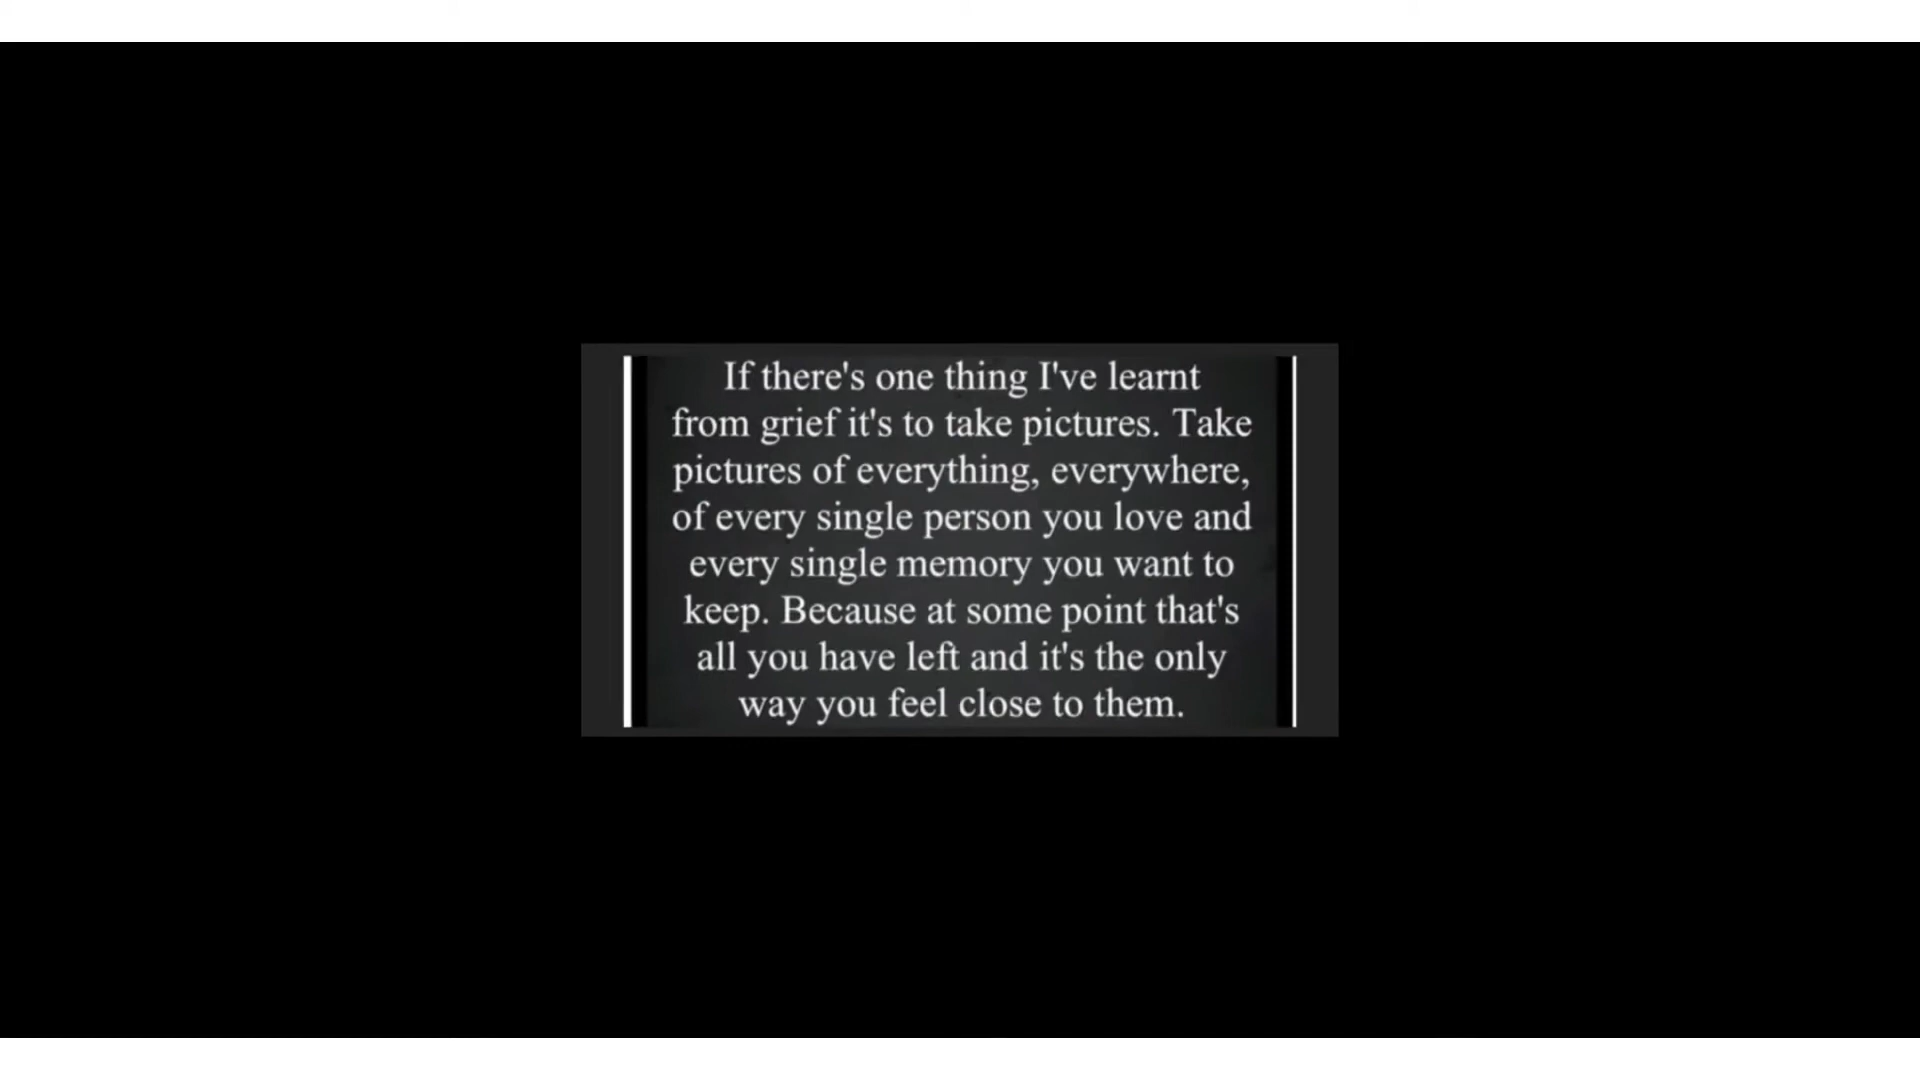 If there's one thing I've learnt
from grief it's to take pictures. Take
pictures of everything, everywhere,
of every single person you love and
every single memory you want to
keep. Because at some point that's
all you have left and it's the only
way you feel close to them.